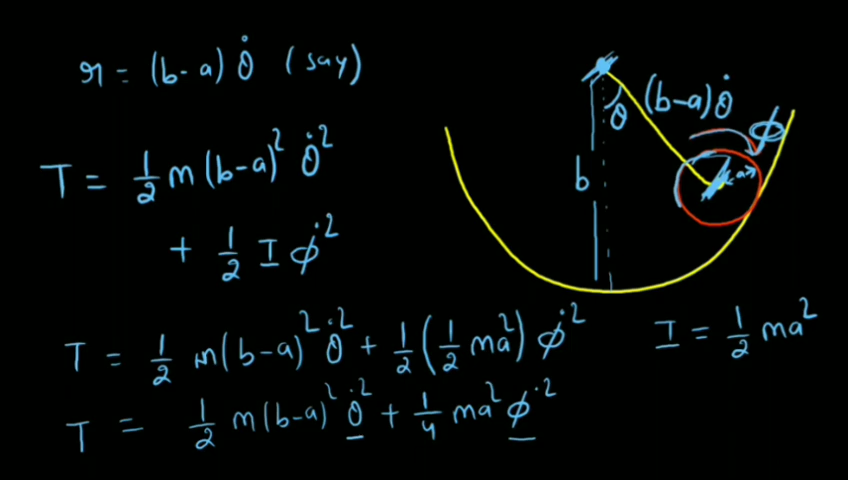 r = (b-a) θ̇ (say)
T = 1/2 m (b-a)² θ̇²
+ 1/2 I ϕ̇²
T = 1/2 m(b-a)² θ̇² + 1/2 (1/2 ma²) ϕ̇²
T = 1/2 m(b-a)² θ̇² + 1/4 ma² ϕ̇²
θ
(b-a) θ̇
ϕ
b
a
I = 1/2 ma²